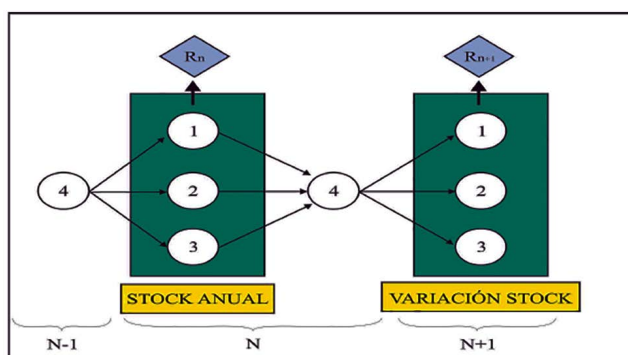 Rn
Rn+1
1
1
4
2
4
2
3
3
STOCK ANUAL
VARIACIÓN STOCK
N-1
N
N+1